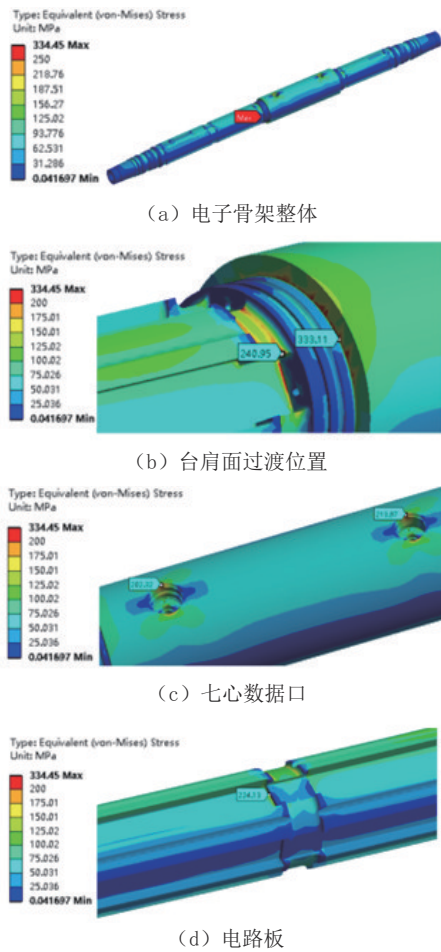 Type: Equivalent (von-Mises) Stress
Unit: MPa
334.45 Max
250
218.76
187.51
156.27
125.02
93.776
62.531
31.286
0.041697 Min
Max
(a) 电子骨架整体
Type: Equivalent (von-Mises) Stress
Unit: MPa
334.45 Max
200
175.01
150.01
125.02
100.02
75.026
50.031
25.036
0.041697 Min
333.11
240.95
(b) 台肩面过渡位置
Type: Equivalent (von-Mises) Stress
Unit: MPa
334.45 Max
200
175.01
150.01
125.02
100.02
75.026
50.031
25.036
0.041697 Min
(c) 七心数据口
Type: Equivalent (von-Mises) Stress
Unit: MPa
334.45 Max
200
175.01
150.01
125.02
100.02
75.026
50.031
25.036
0.041697 Min
(d) 电路板